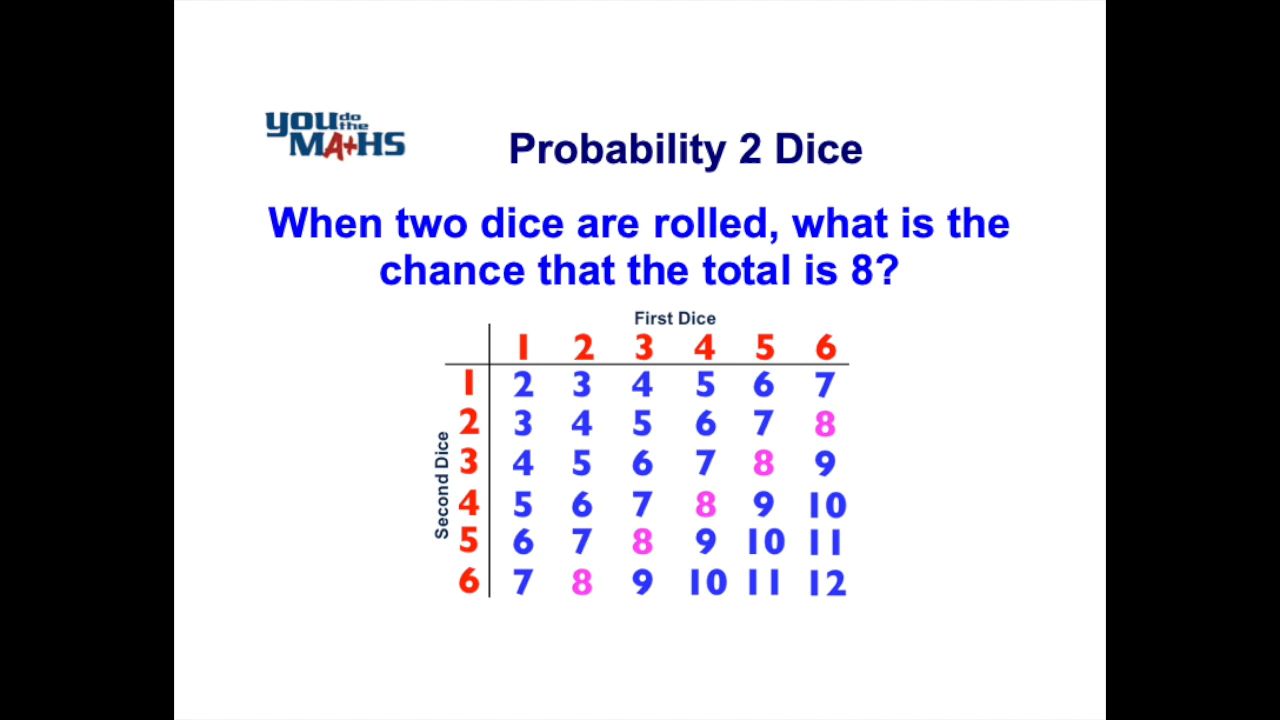 you do the
MA+HS
Probability 2 Dice
When two dice are rolled, what is the
chance that the total is 8?
First Dice
1 2 3 4 5 6
Second Dice
1 2 3 4 5 6 7
2 3 4 5 6 7 8
3 4 5 6 7 8 9
4 5 6 7 8 9 10
5 6 7 8 9 10 11
6 7 8 9 10 11 12